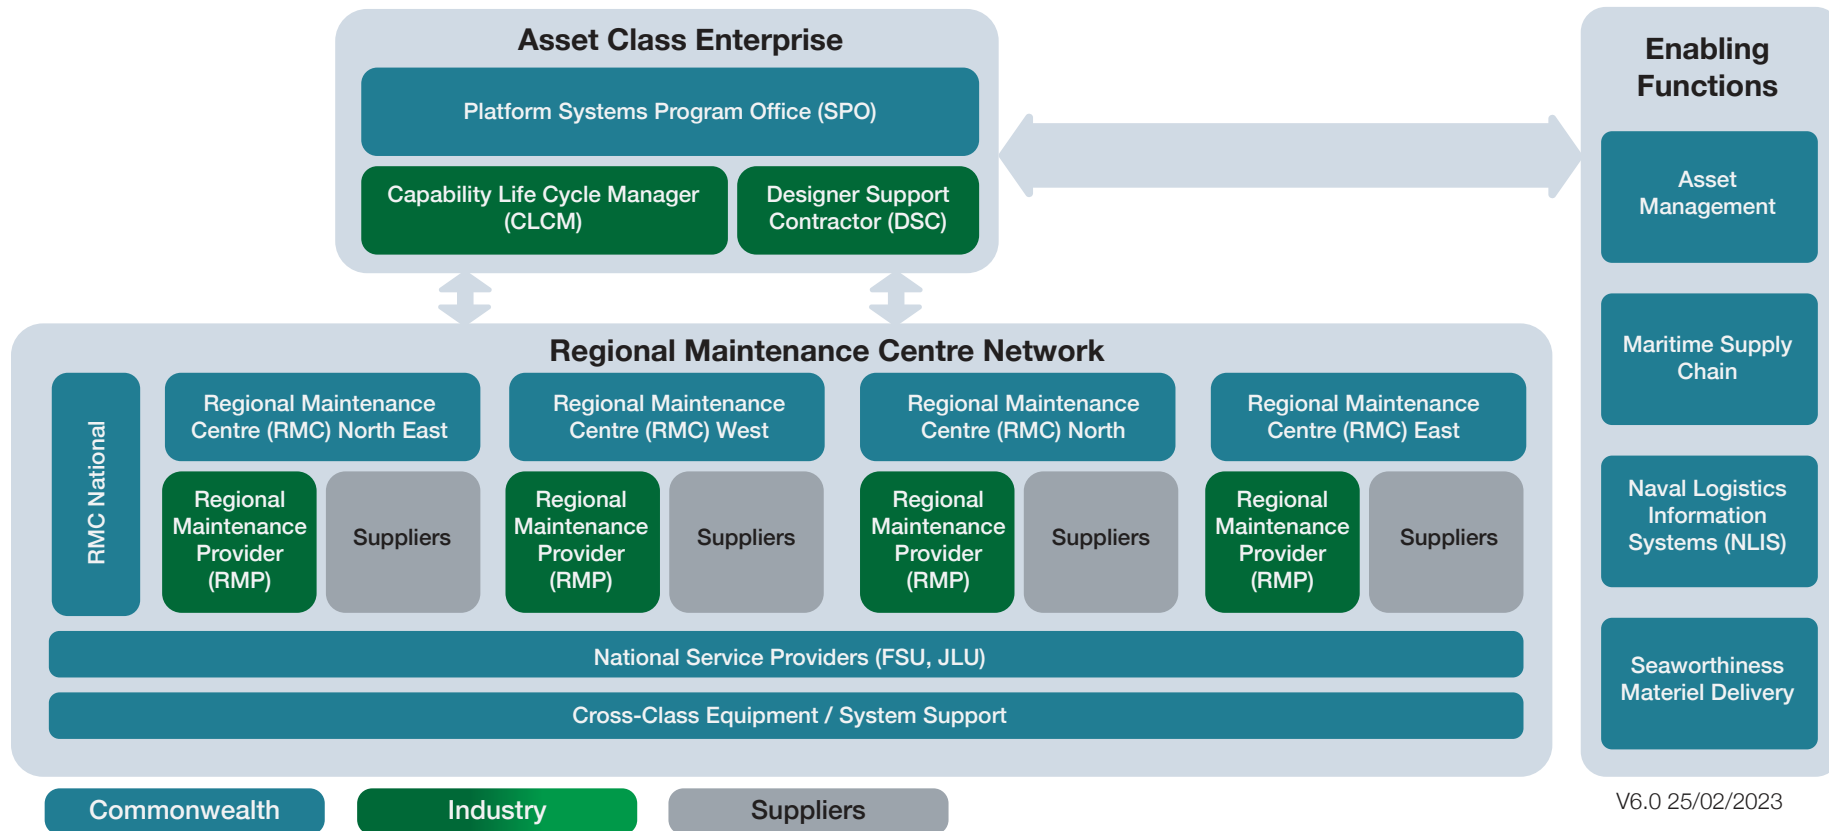 Asset Class Enterprise
Platform Systems Program Office (SPO)
Capability Life Cycle Manager
(CLCM)
Designer Support
Contractor (DSC)
Enabling
Functions
Asset
Management
Maritime Supply
Chain
Naval Logistics
Information
Systems (NLIS)
Seaworthiness
Materiel Delivery
Regional Maintenance Centre Network
RMC National
Regional Maintenance
Centre (RMC) North East
Regional
Maintenance
Provider
(RMP)
Suppliers
Regional Maintenance
Centre (RMC) West
Regional
Maintenance
Provider
(RMP)
Suppliers
Regional Maintenance
Centre (RMC) North
Regional
Maintenance
Provider
(RMP)
Suppliers
Regional Maintenance
Centre (RMC) East
Regional
Maintenance
Provider
(RMP)
Suppliers
National Service Providers (FSU, JLU)
Cross-Class Equipment / System Support
Commonwealth
Industry
Suppliers
V6.0 25/02/2023